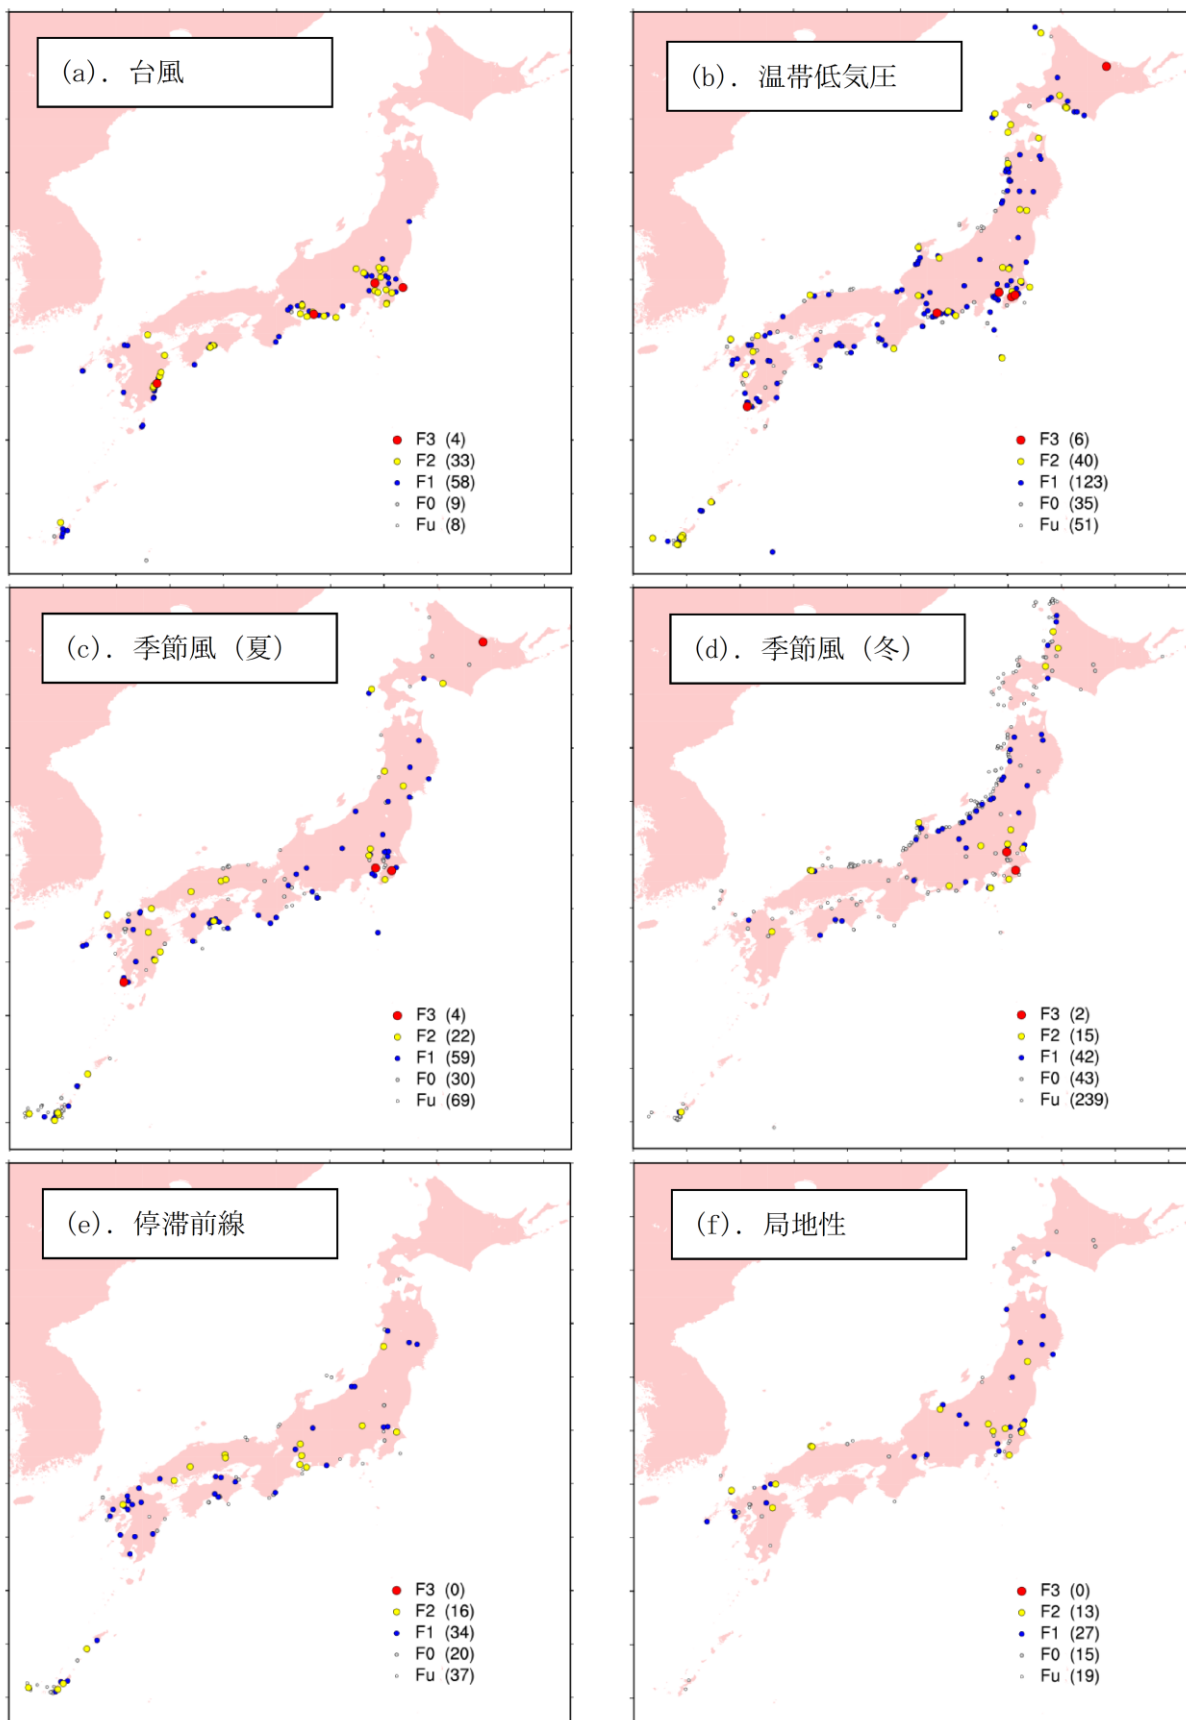 (a). 台風
F3 (4)
F2 (33)
F1 (58)
F0 (9)
Fu (8)
(b). 温帯低気圧
F3 (6)
F2 (40)
F1 (123)
F0 (35)
Fu (51)
(c). 季節風（夏）
F3 (4)
F2 (22)
F1 (59)
F0 (30)
Fu (69)
(d). 季節風（冬）
F3 (2)
F2 (15)
F1 (42)
F0 (43)
Fu (239)
(e). 停滞前線
F3 (0)
F2 (16)
F1 (34)
F0 (20)
Fu (37)
(f). 局地性
F3 (0)
F2 (13)
F1 (27)
F0 (15)
Fu (19)